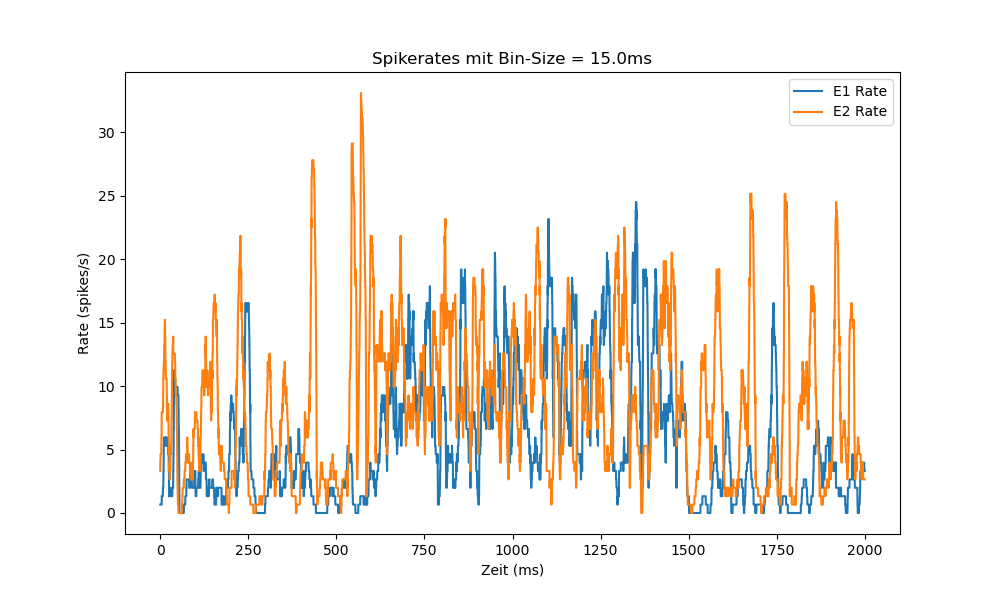 Spikerates mit Bin-Size = 15.0ms
E1 Rate
E2 Rate
30
25
20
15
10
5
0
Rate (spikes/s)
0 250 500 750 1000 1250 1500 1750 2000
Zeit (ms)